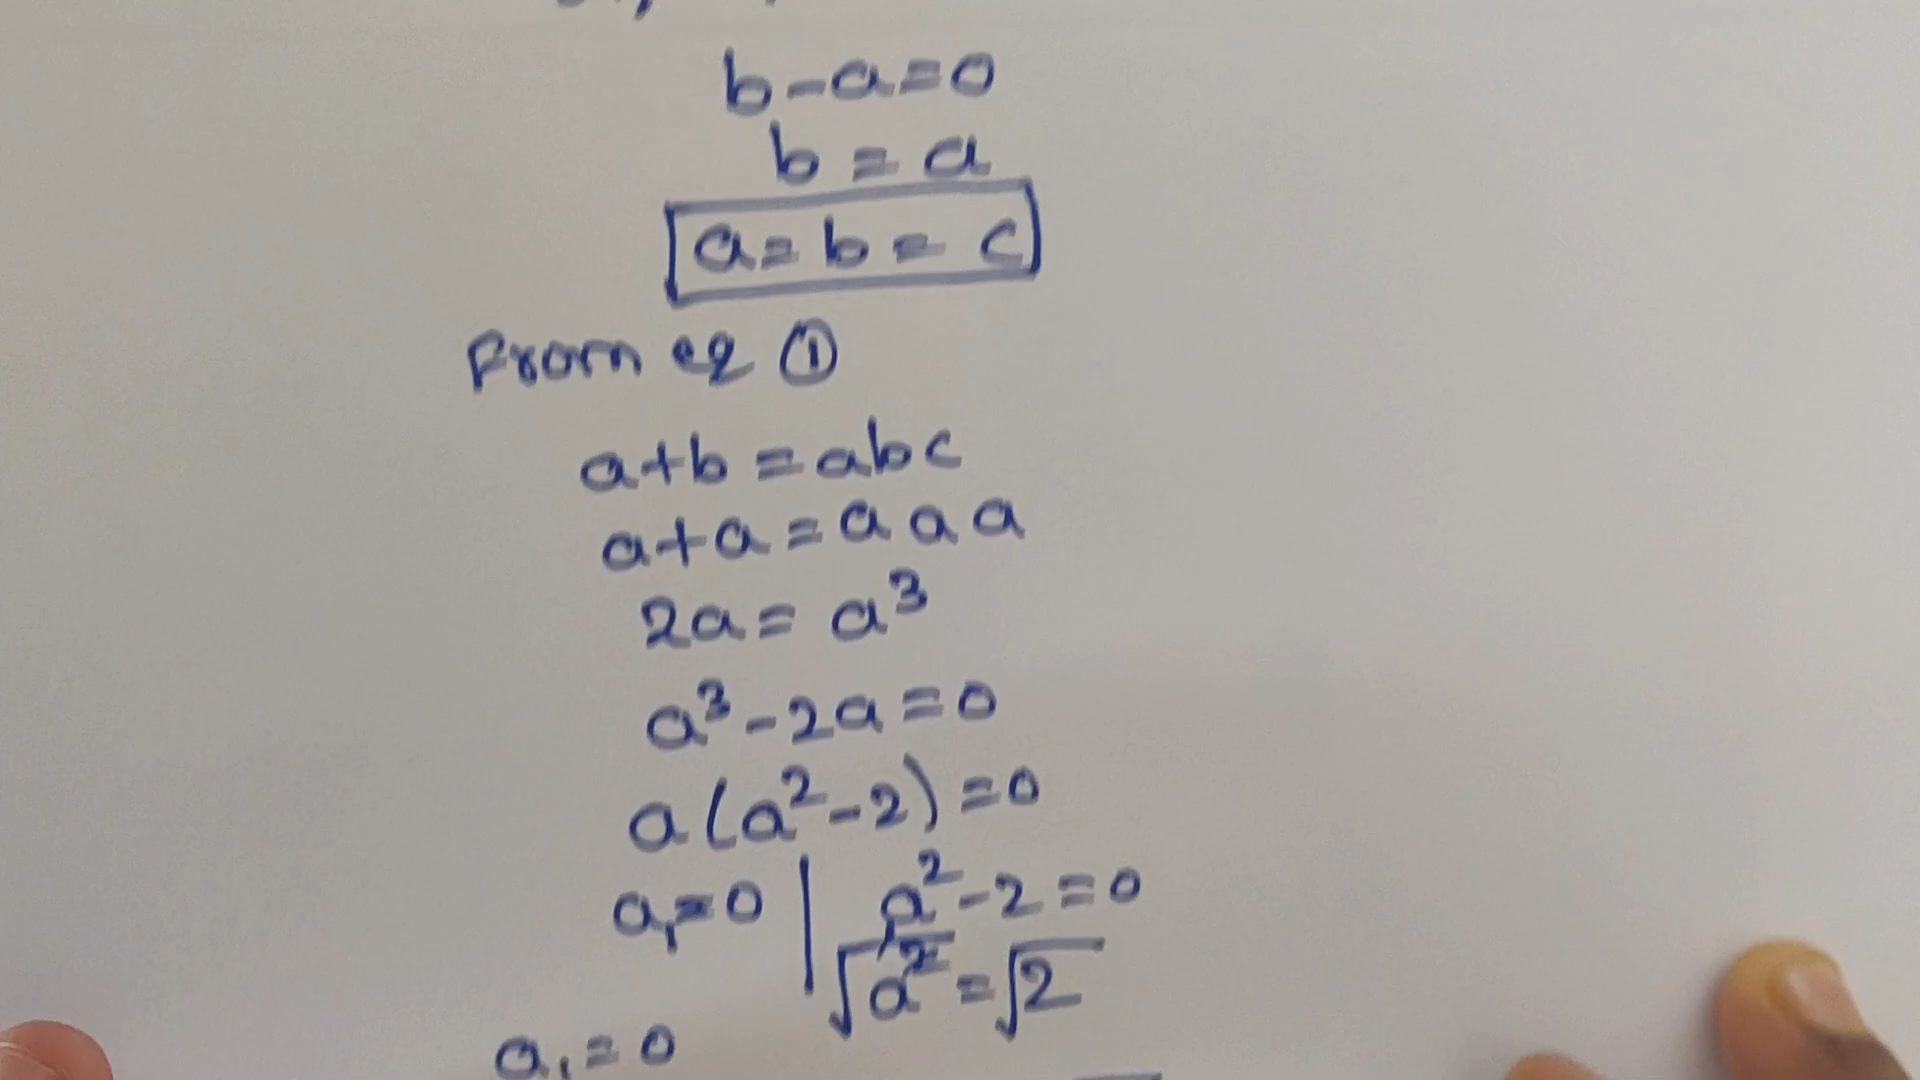 b-a=0
b = a
a=b=c
From eq ①
a+b=abc
a+a=a a a
2a=a³
a³-2a=0
a(a²-2)=0
a₁=0 | a²-2=0
√a²=√2
a₁=0